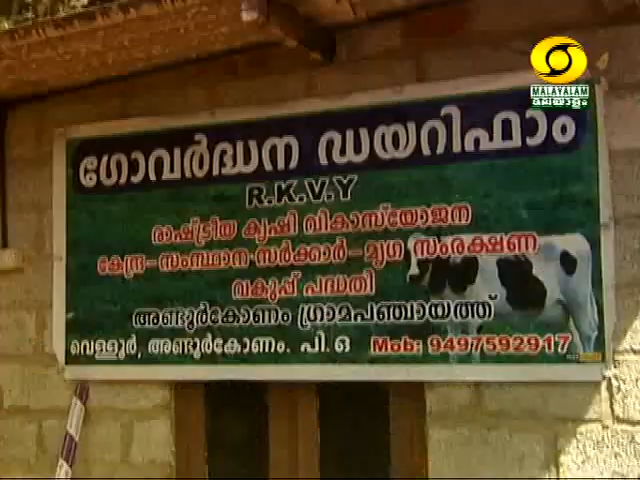 MALAYALAM
മലയാളം
ഗോവർദ്ധന ഡയറിഫാം
R.K.V.Y
രാഷ്ട്രീയ കൃഷി വികാസ്‌യോജന
കേന്ദ്ര-സംസ്ഥാന-സർക്കാർ-മൃഗ സംരക്ഷണ
വകുപ്പ് പദ്ധതി
അണ്ടൂർകോണം ഗ്രാമപഞ്ചായത്ത്
വെള്ളൂർ, അണ്ടൂർകോണം. പി.ഒ Mob: 9497592917